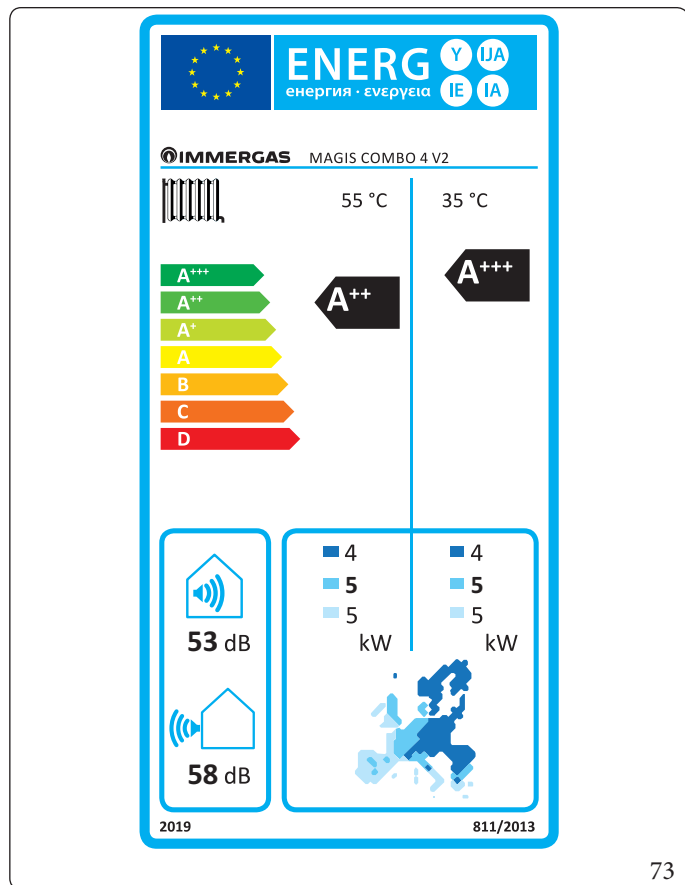 ENERG Y IJA
енергия · ενεργεια IE IA
IMMERGAS MAGIS COMBO 4 V2
55 °C 35 °C
A+++
A++
A+
A
B
C
D
A++
A+++
53 dB
58 dB
4 4
5 5
5 5
kW kW
2019 811/2013
73